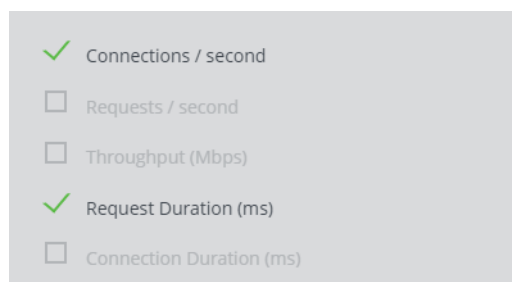 Connections / second
Requests / second
Throughput (Mbps)
Request Duration (ms)
Connection Duration (ms)